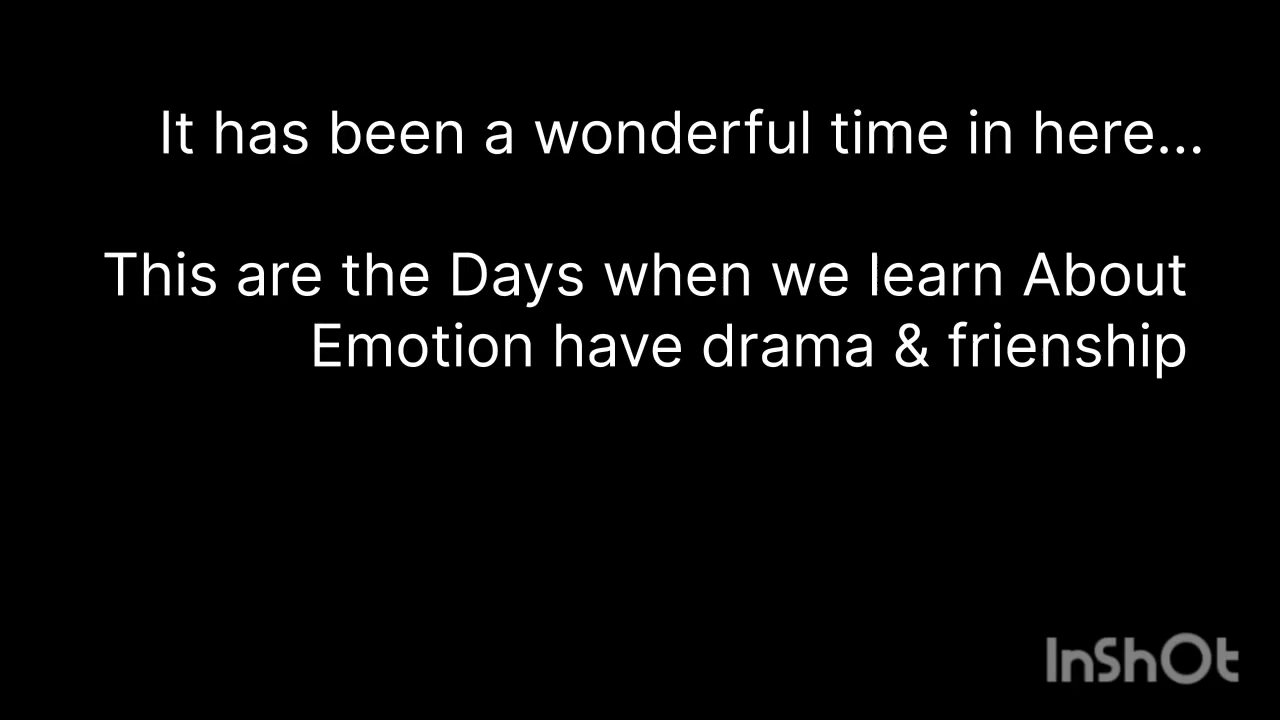 It has been a wonderful time in here...
This are the Days when we learn About
Emotion have drama & frienship
InShOt